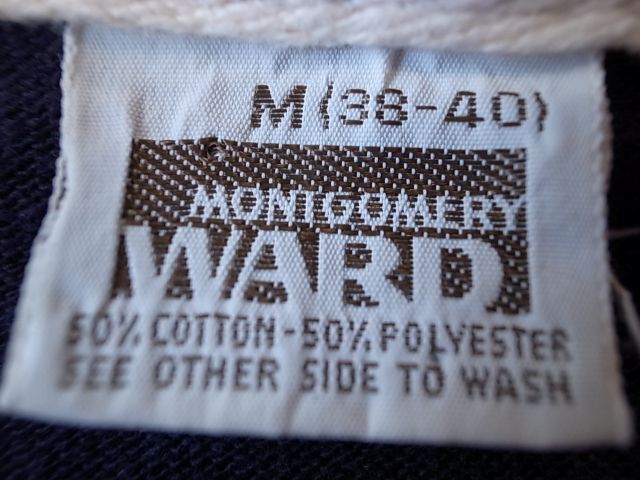 M (38-40)
MONTGOMERY
WARD
50% COTTON-50% POLYESTER
SEE OTHER SIDE TO WASH